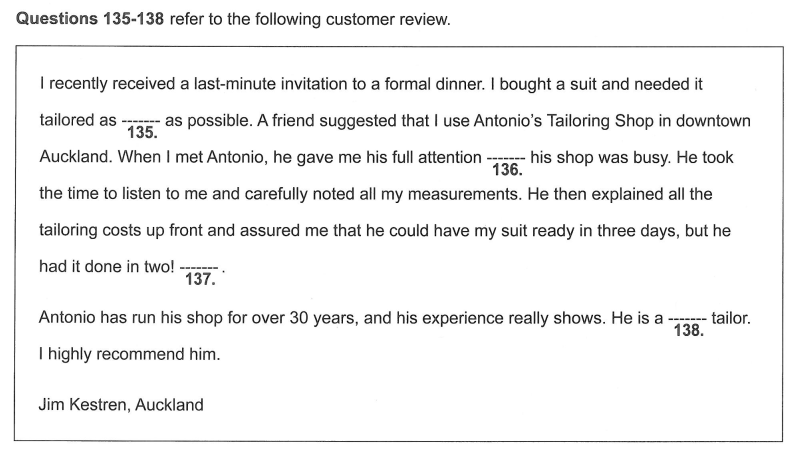 Questions 135-138 refer to the following customer review.
I recently received a last-minute invitation to a formal dinner. I bought a suit and needed it
tailored as ------- as possible. A friend suggested that I use Antonio's Tailoring Shop in downtown
135.
Auckland. When I met Antonio, he gave me his full attention ------- his shop was busy. He took
136.
the time to listen to me and carefully noted all my measurements. He then explained all the
tailoring costs up front and assured me that he could have my suit ready in three days, but he
had it done in two! ------- .
137.
Antonio has run his shop for over 30 years, and his experience really shows. He is a ------- tailor.
138.
I highly recommend him.
Jim Kestren, Auckland